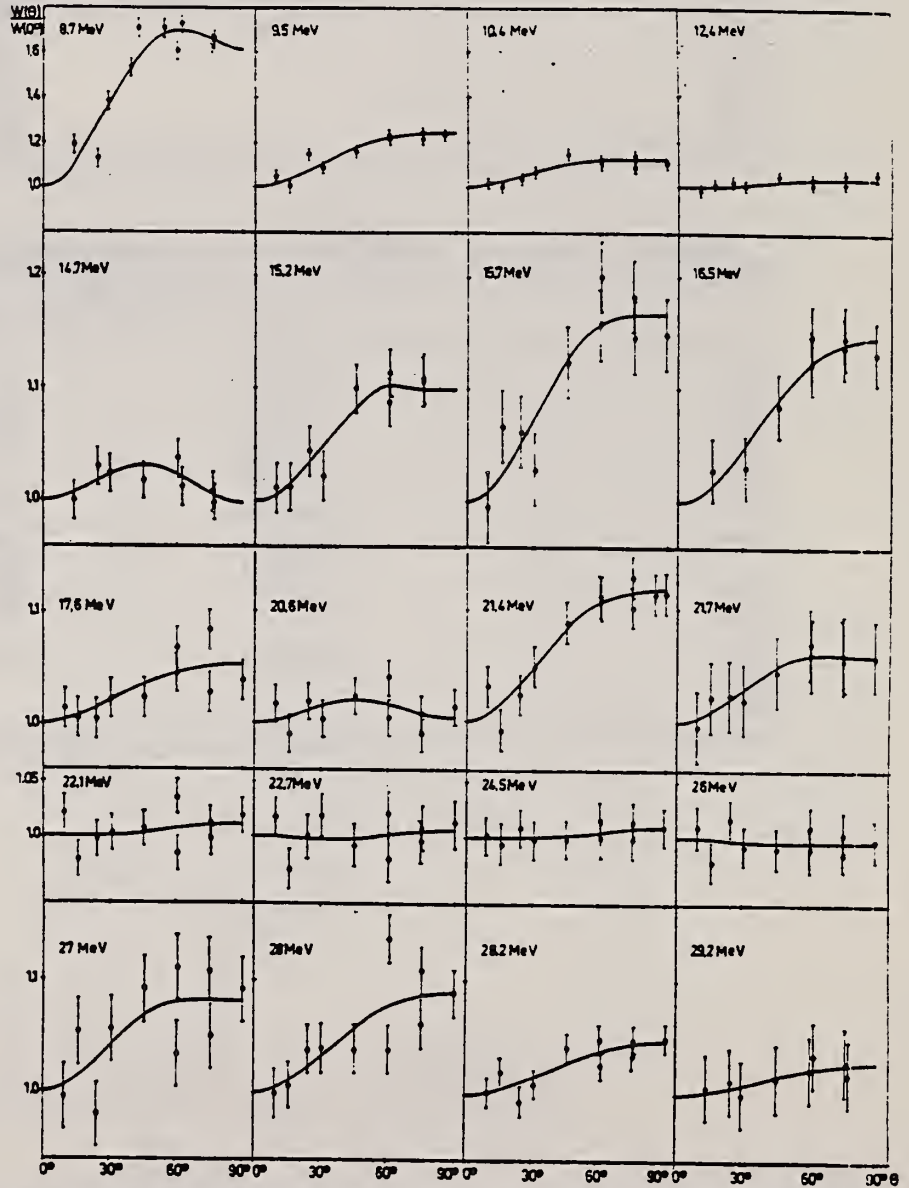 W(θ)
W(0°)
8.7 MeV
9.5 MeV
10.4 MeV
12.4 MeV
1.6
1.4
1.2
1.0
14.7 MeV
15.2 MeV
15.7 MeV
16.5 MeV
1.2
1.1
1.0
17.6 MeV
20.6 MeV
21.4 MeV
21.7 MeV
1.1
1.0
22.1 MeV
22.7 MeV
24.5 MeV
26 MeV
1.05
1.0
27 MeV
28 MeV
28.2 MeV
29.2 MeV
1.1
1.0
0° 30° 60° 90° 0° 30° 60° 90° 0° 30° 60° 90° 0° 30° 60° 90° θ